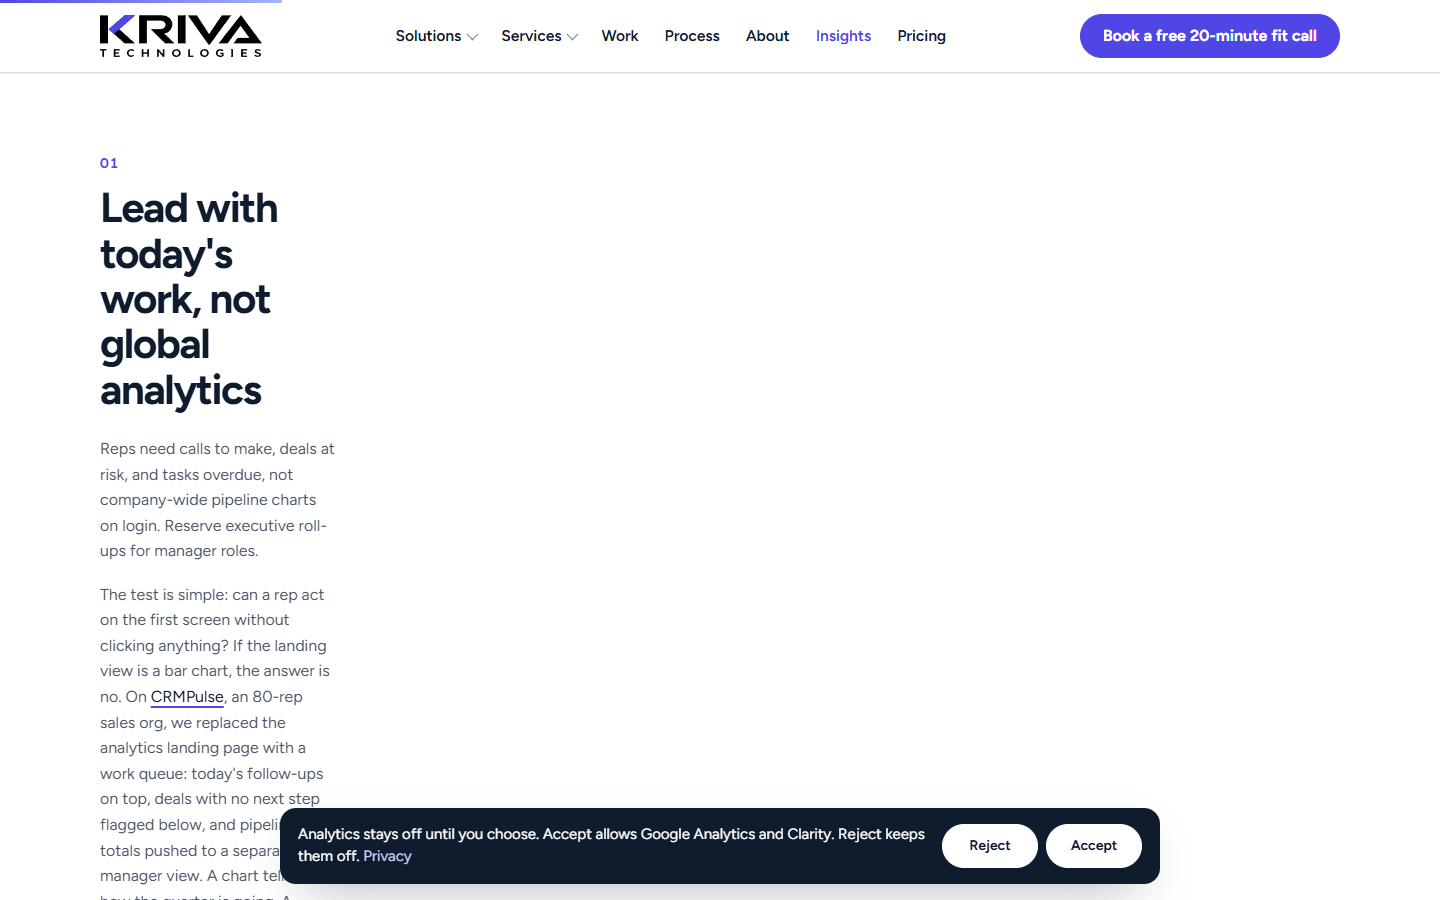 KRIVA
TECHNOLOGIES
Solutions
Services
Work
Process
About
Insights
Pricing
Book a free 20-minute fit call
01
Lead with
today's
work, not
global
analytics
Reps need calls to make, deals at
risk, and tasks overdue, not
company-wide pipeline charts
on login. Reserve executive roll-
ups for manager roles.
The test is simple: can a rep act
on the first screen without
clicking anything? If the landing
view is a bar chart, the answer is
no. On CRMPulse, an 80-rep
sales org, we replaced the
analytics landing page with a
work queue: today's follow-ups
on top, deals with no next step
flagged below, and
totals pushed to a
manager view. A chart
how the quarter is going. A
Analytics stays off until you choose. Accept allows Google Analytics and Clarity. Reject keeps
them off. Privacy
Reject
Accept